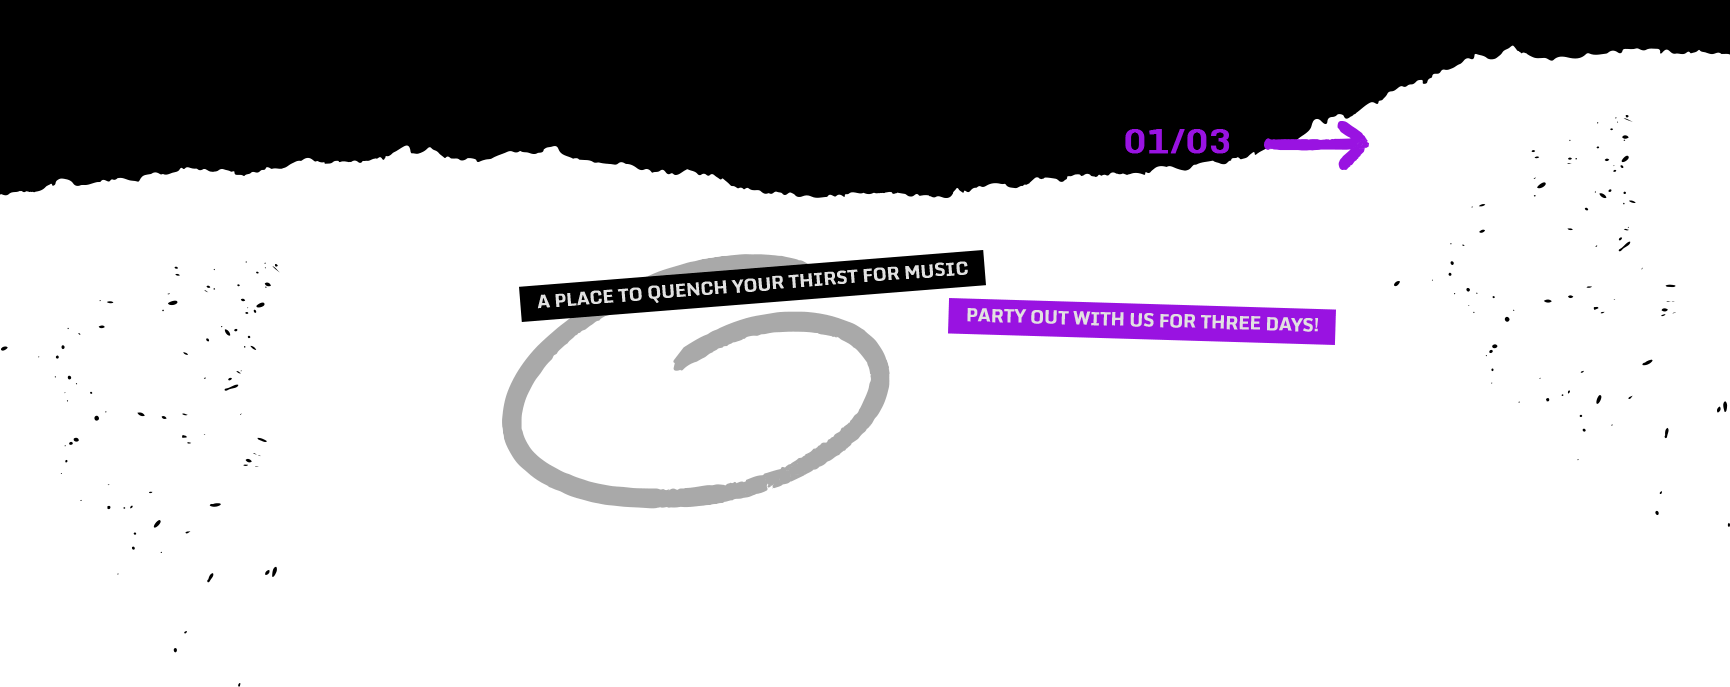 01/03
A PLACE TO QUENCH YOUR THIRST FOR MUSIC
PARTY OUT WITH US FOR THREE DAYS!